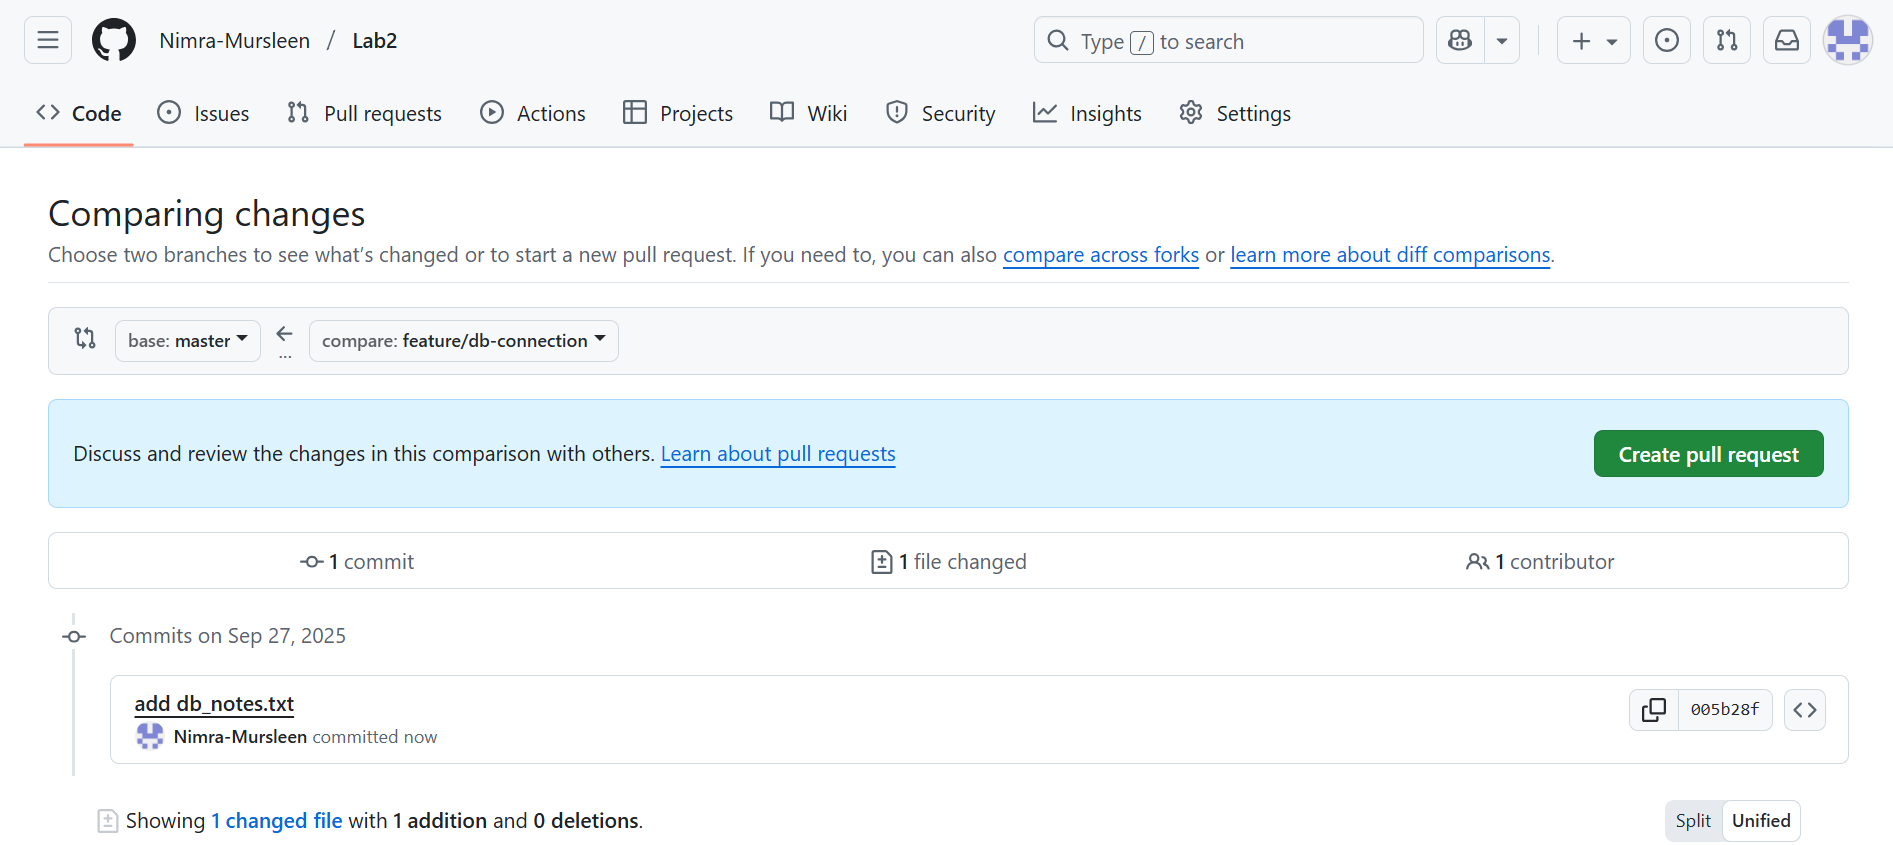 Nimra-Mursleen / Lab2
Type / to search
Code Issues Pull requests Actions Projects Wiki Security Insights Settings
Comparing changes
Choose two branches to see what's changed or to start a new pull request. If you need to, you can also compare across forks or learn more about diff comparisons.
base: master ... compare: feature/db-connection
Discuss and review the changes in this comparison with others. Learn about pull requests
Create pull request
1 commit 1 file changed 1 contributor
Commits on Sep 27, 2025
add db_notes.txt
005b28f
Nimra-Mursleen committed now
Showing 1 changed file with 1 addition and 0 deletions.
Split Unified